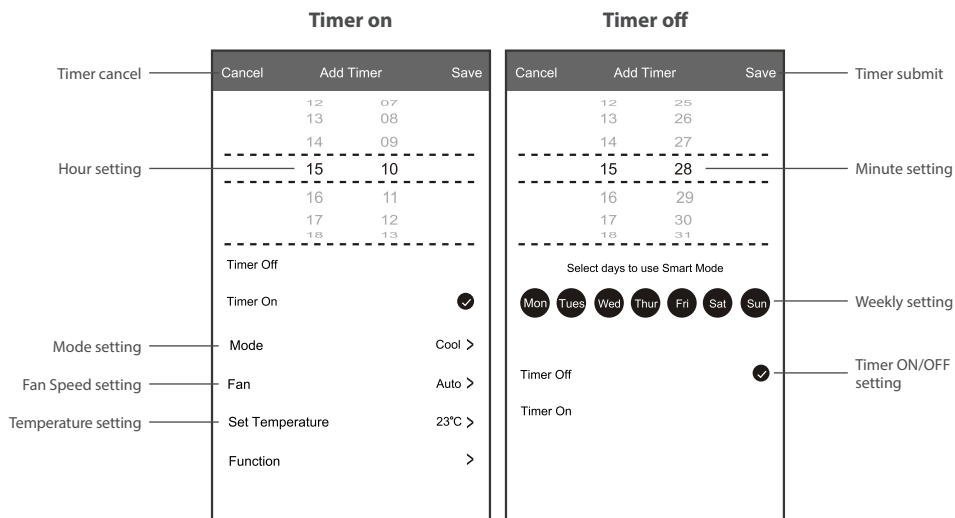 Timer on
Timer off
Timer cancel
Cancel Add Timer Save
Cancel Add Timer Save
Timer submit
12 07
13 08
14 09
15 10
16 11
17 12
18 13
Hour setting
12 25
13 26
14 27
15 28
16 29
17 30
18 31
Minute setting
Timer Off
Timer On
Mode setting
Mode Cool >
Fan Speed setting
Fan Auto >
Temperature setting
Set Temperature 23°C >
Function >
Select days to use Smart Mode
Mon Tues Wed Thur Fri Sat Sun
Weekly setting
Timer Off
Timer ON/OFF
setting
Timer On